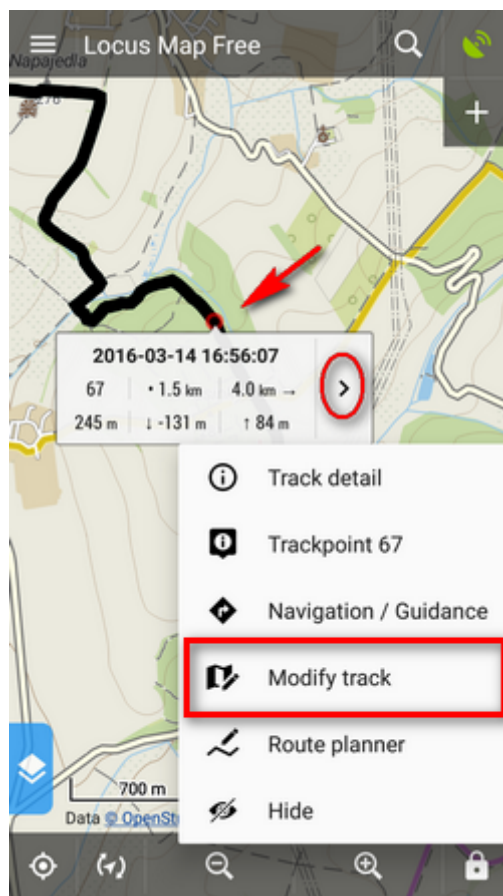 Locus Map Free
Napajedla
276
2016-03-14 16:56:07
67 • 1.5 km 4.0 km →
245 m ↓ -131 m ↑ 84 m
Track detail
Trackpoint 67
Navigation / Guidance
Modify track
Route planner
700 m
Data © OpenSt
Hide